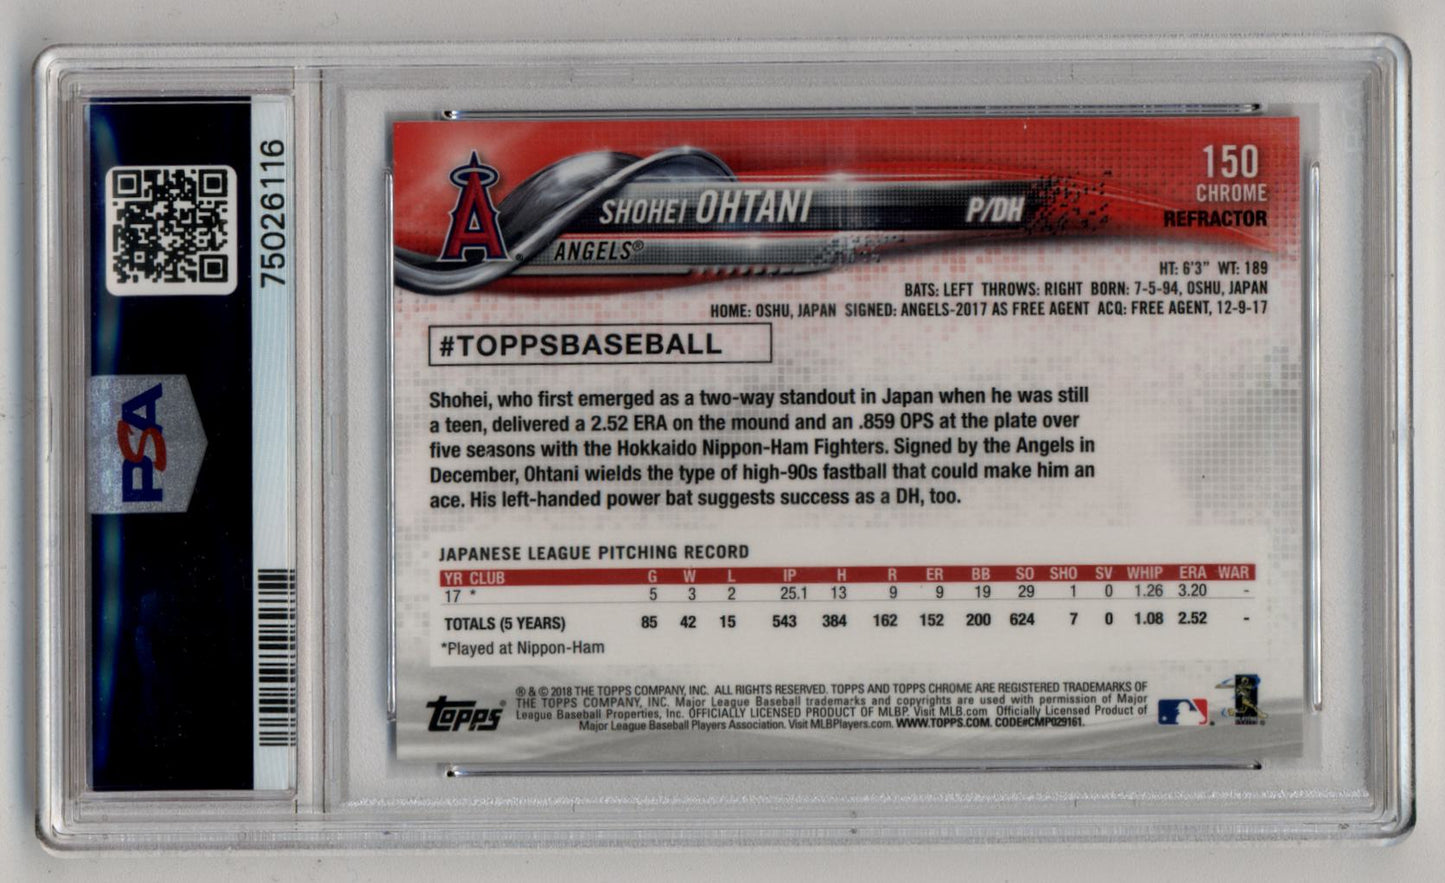 75026116
PSA
A
SHOHEI OHTANI
P/DH
ANGELS®
150
CHROME
REFRACTOR
HT: 6'3" WT: 189
BATS: LEFT THROWS: RIGHT BORN: 7-5-94, OSHU, JAPAN
HOME: OSHU, JAPAN SIGNED: ANGELS-2017 AS FREE AGENT ACQ: FREE AGENT, 12-9-17
#TOPPSBASEBALL
Shohei, who first emerged as a two-way standout in Japan when he was still
a teen, delivered a 2.52 ERA on the mound and an .859 OPS at the plate over
five seasons with the Hokkaido Nippon-Ham Fighters. Signed by the Angels in
December, Ohtani wields the type of high-90s fastball that could make him an
ace. His left-handed power bat suggests success as a DH, too.
JAPANESE LEAGUE PITCHING RECORD
YR CLUB G W L IP H R ER BB SO SHO SV WHIP ERA WAR
17 * 5 3 2 25.1 13 9 9 19 29 1 0 1.26 3.20 -
TOTALS (5 YEARS) 85 42 15 543 384 162 152 200 624 7 0 1.08 2.52 -
*Played at Nippon-Ham
Topps®
® & © 2018 THE TOPPS COMPANY, INC. ALL RIGHTS RESERVED. TOPPS AND TOPPS CHROME ARE REGISTERED TRADEMARKS OF
THE TOPPS COMPANY, INC. Major League Baseball trademarks and copyrights are used with permission of Major
League Baseball Properties, Inc. OFFICIALLY LICENSED PRODUCT OF MLBP. Visit MLB.com Officially Licensed Product of
Major League Baseball Players Association. Visit MLBPlayers.com. WWW.TOPPS.COM. CODE#CMP029161.